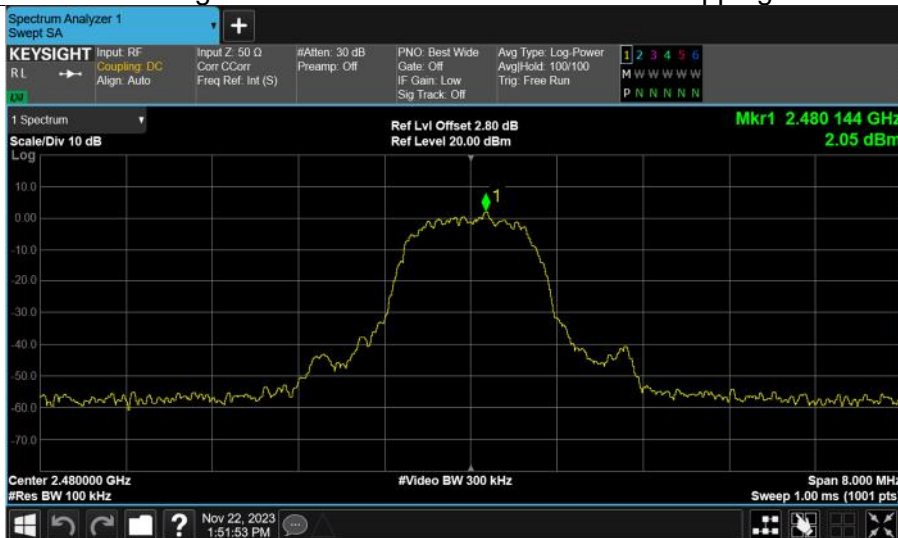 Spectrum Analyzer 1
Swept SA
+
KEYSIGHT Input: RF Input Z: 50 Ω #Atten: 30 dB PNO: Best Wide Avg Type: Log-Power 1 2 3 4 5 6
RL Coupling: DC Corr CCorr Preamp: Off Gate: Off Avg|Hold: 100/100 M W W W W W
Align: Auto Freq Ref: Int (S) IF Gain: Low Trig: Free Run
Sig Track: Off P N N N N N
1 Spectrum
Ref Lvl Offset 2.80 dB Mkr1 2.480 144 GHz
Scale/Div 10 dB Ref Level 20.00 dBm 2.05 dBm
Log
10.0
1
0.00
-10.0
-20.0
-30.0
-40.0
-50.0
-60.0
-70.0
Center 2.480000 GHz #Video BW 300 kHz Span 8.000 MHz
#Res BW 100 kHz Sweep 1.00 ms (1001 pts)
? Nov 22, 2023
1:51:53 PM